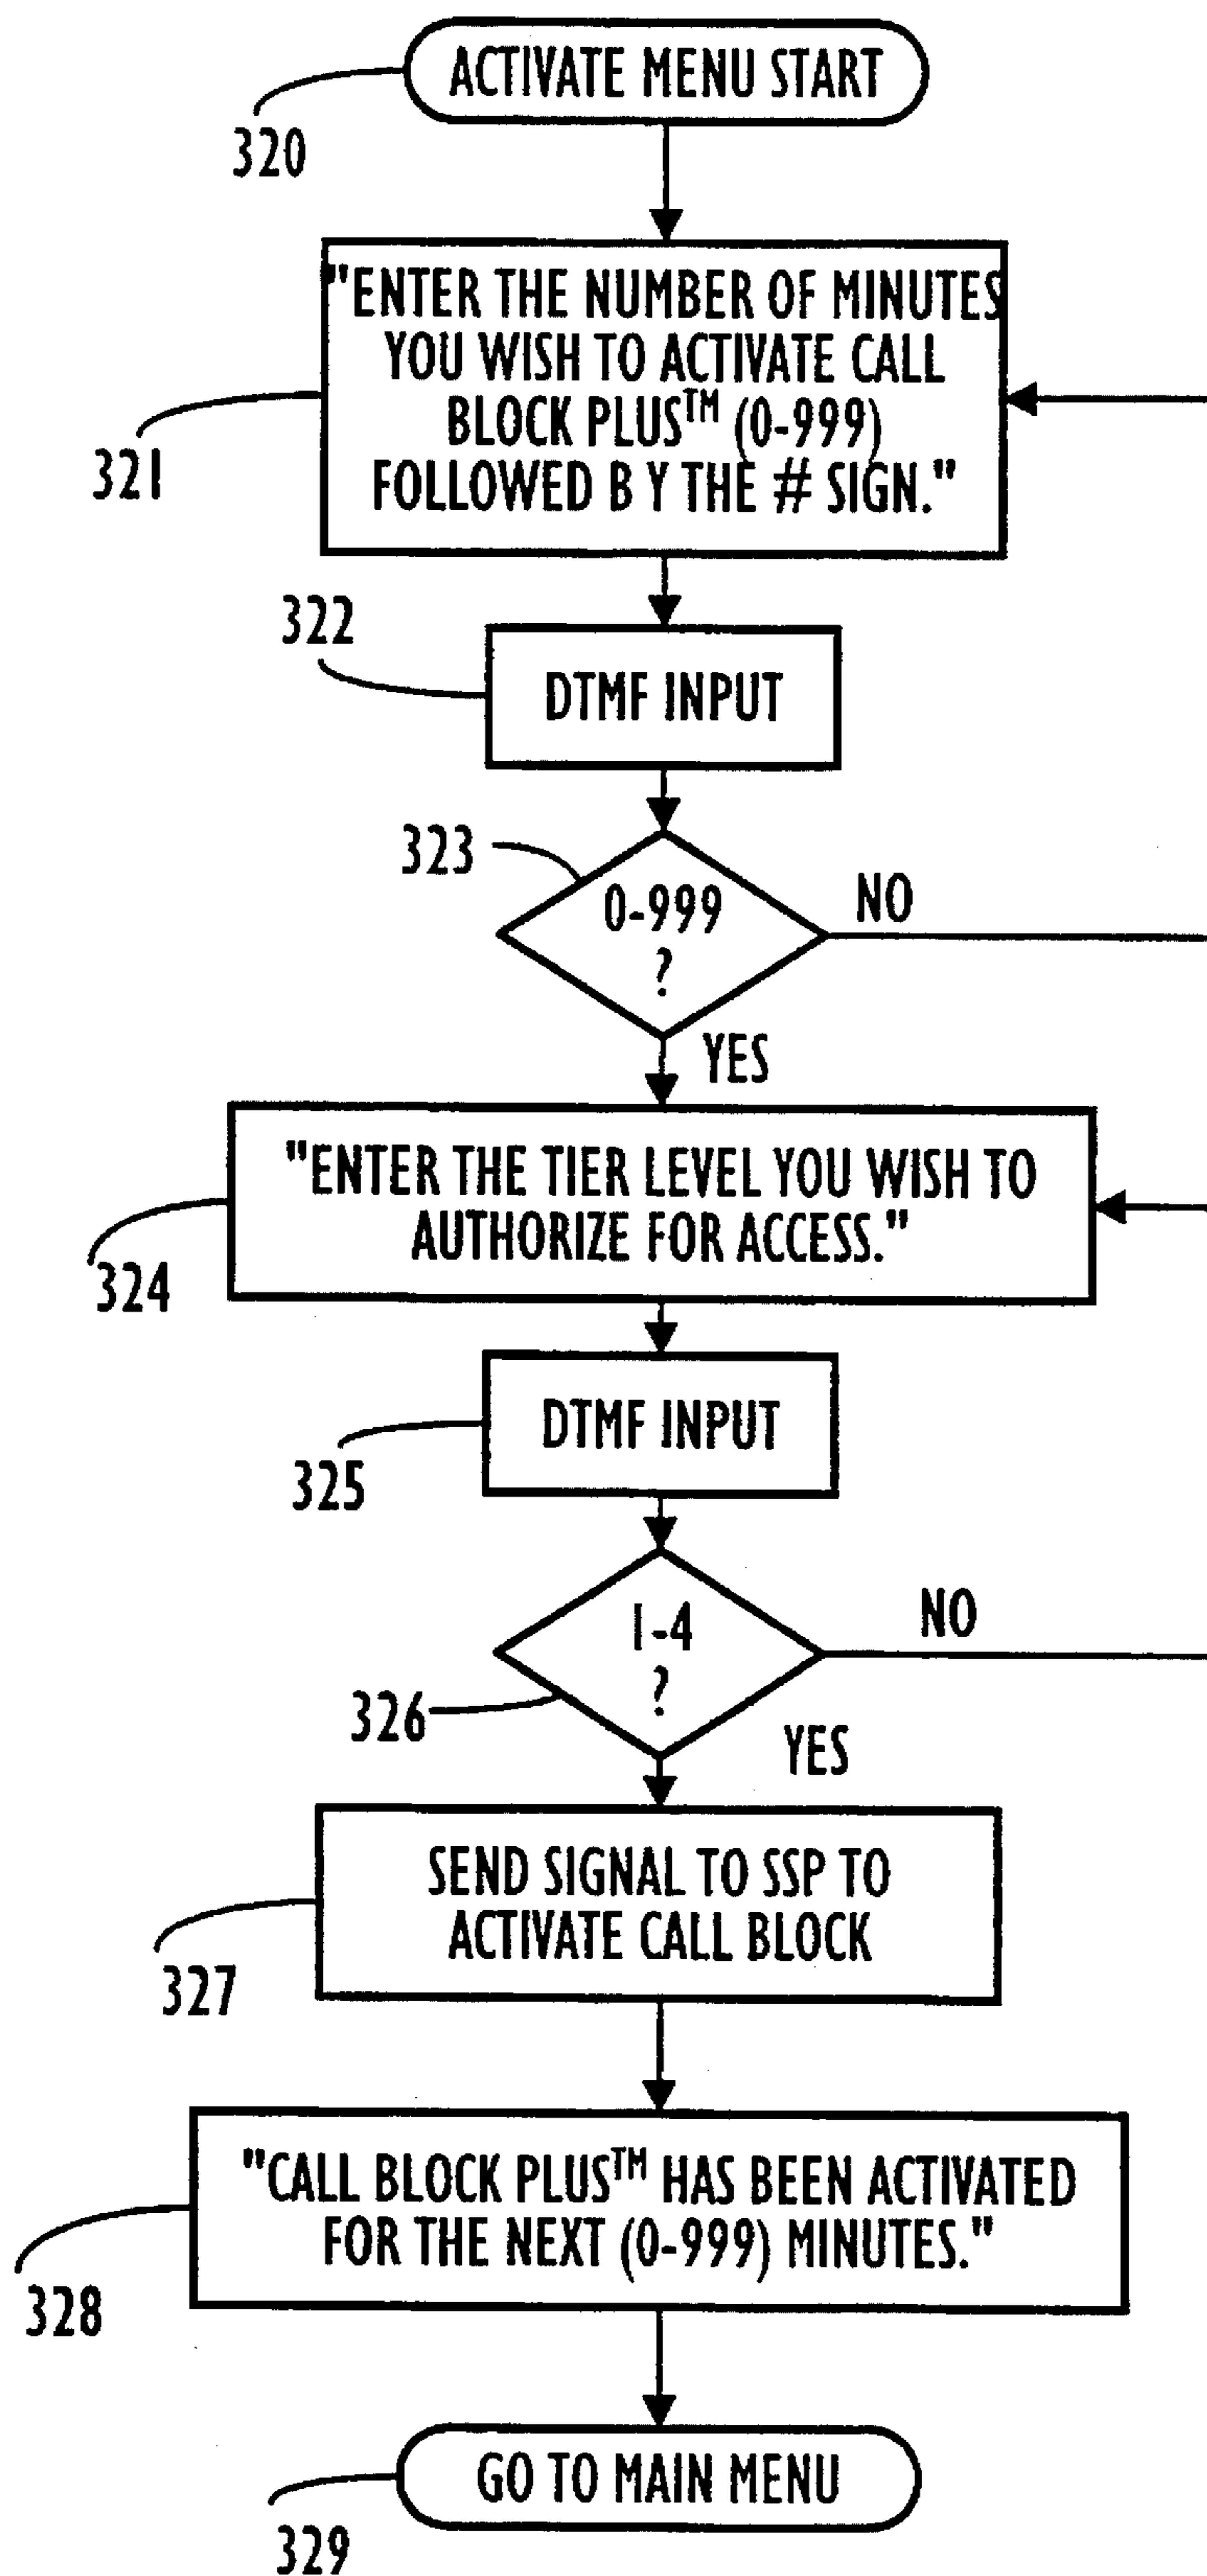 ACTIVATE MENU START
320
"ENTER THE NUMBER OF MINUTES
YOU WISH TO ACTIVATE CALL
BLOCK PLUS™ (0-999)
FOLLOWED B Y THE # SIGN."
321
322
DTMF INPUT
323
0-999
?
NO
YES
"ENTER THE TIER LEVEL YOU WISH TO
AUTHORIZE FOR ACCESS."
324
DTMF INPUT
325
1-4
?
NO
326
YES
SEND SIGNAL TO SSP TO
ACTIVATE CALL BLOCK
327
"CALL BLOCK PLUS™ HAS BEEN ACTIVATED
FOR THE NEXT (0-999) MINUTES."
328
GO TO MAIN MENU
329